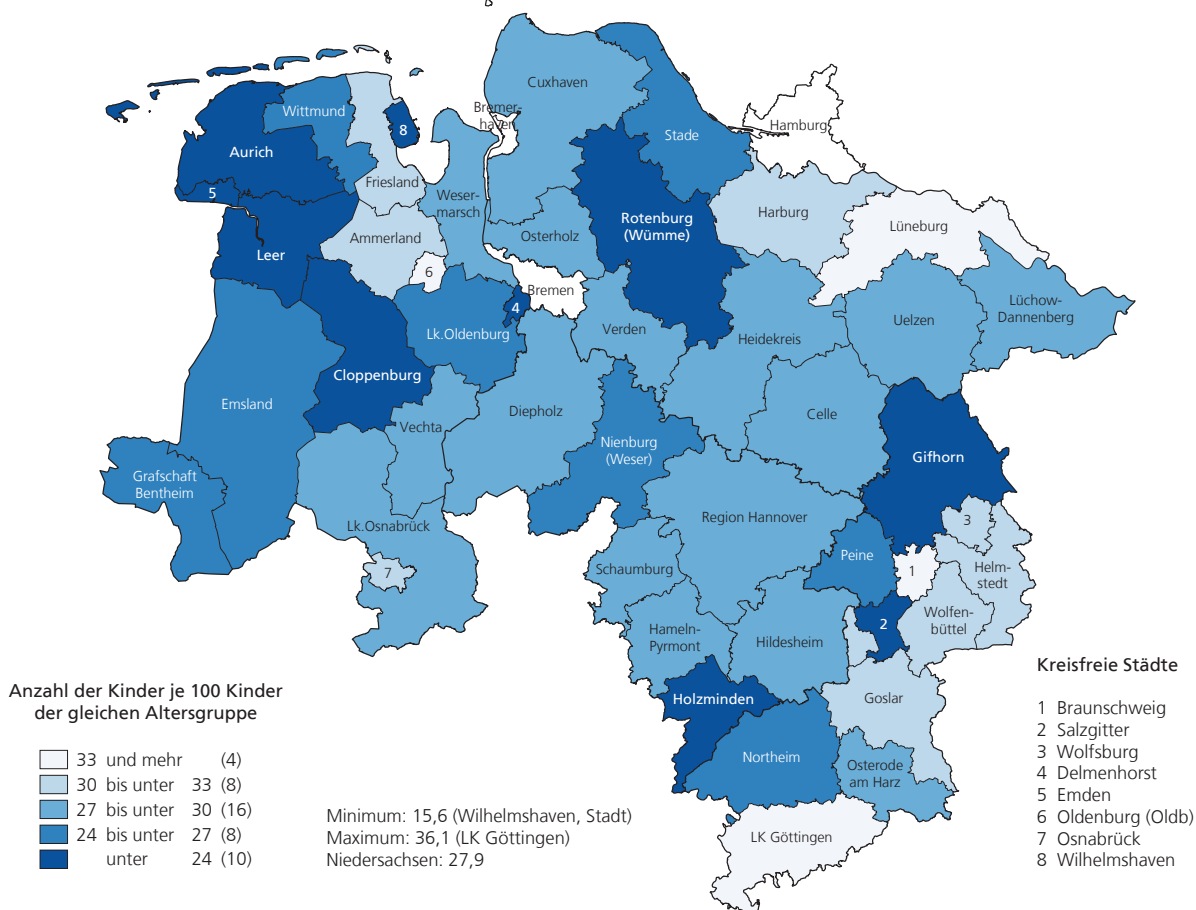 Cuxhaven
Bremer-
haven
Wittmund
8
Stade
Hamburg
Aurich
Friesland
5
Weser-
marsch
Harburg
Rotenburg
(Wümme)
Lüneburg
Ammerland
Osterholz
Leer
6
Bremen
4
Lüchow-
Dannenberg
Uelzen
Lk.Oldenburg
Verden
Heidekreis
Cloppenburg
Emsland
Diepholz
Celle
Vechta
Nienburg
(Weser)
Gifhorn
Grafschaft
Bentheim
Region Hannover
3
Lk.Osnabrück
Peine
7
Schaumburg
1
Helm-
stedt
Wolfen-
büttel
2
Hameln-
Pyrmont
Hildesheim
Holzminden
Goslar
Northeim
Osterode
am Harz
LK Göttingen
Anzahl der Kinder je 100 Kinder
der gleichen Altersgruppe
33 und mehr (4)
30 bis unter 33 (8)
27 bis unter 30 (16)
24 bis unter 27 (8)
unter 24 (10)
Minimum: 15,6 (Wilhelmshaven, Stadt)
Maximum: 36,1 (LK Göttingen)
Niedersachsen: 27,9
Kreisfreie Städte
1 Braunschweig
2 Salzgitter
3 Wolfsburg
4 Delmenhorst
5 Emden
6 Oldenburg (Oldb)
7 Osnabrück
8 Wilhelmshaven